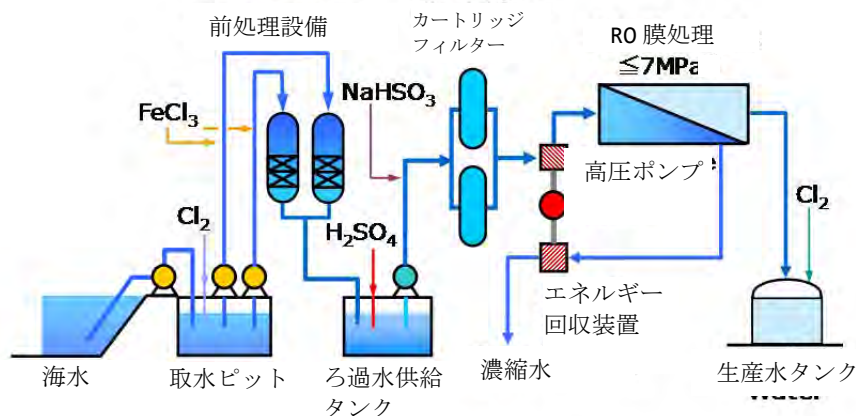 前処理設備
カートリッジ
フィルター
RO 膜処理
≦7MPa
NaHSO3
FeCl3
高圧ポンプ
Cl2
Cl2
H2SO4
エネルギー
回収装置
海水
取水ピット
ろ過水供給
タンク
濃縮水
生産水タンク